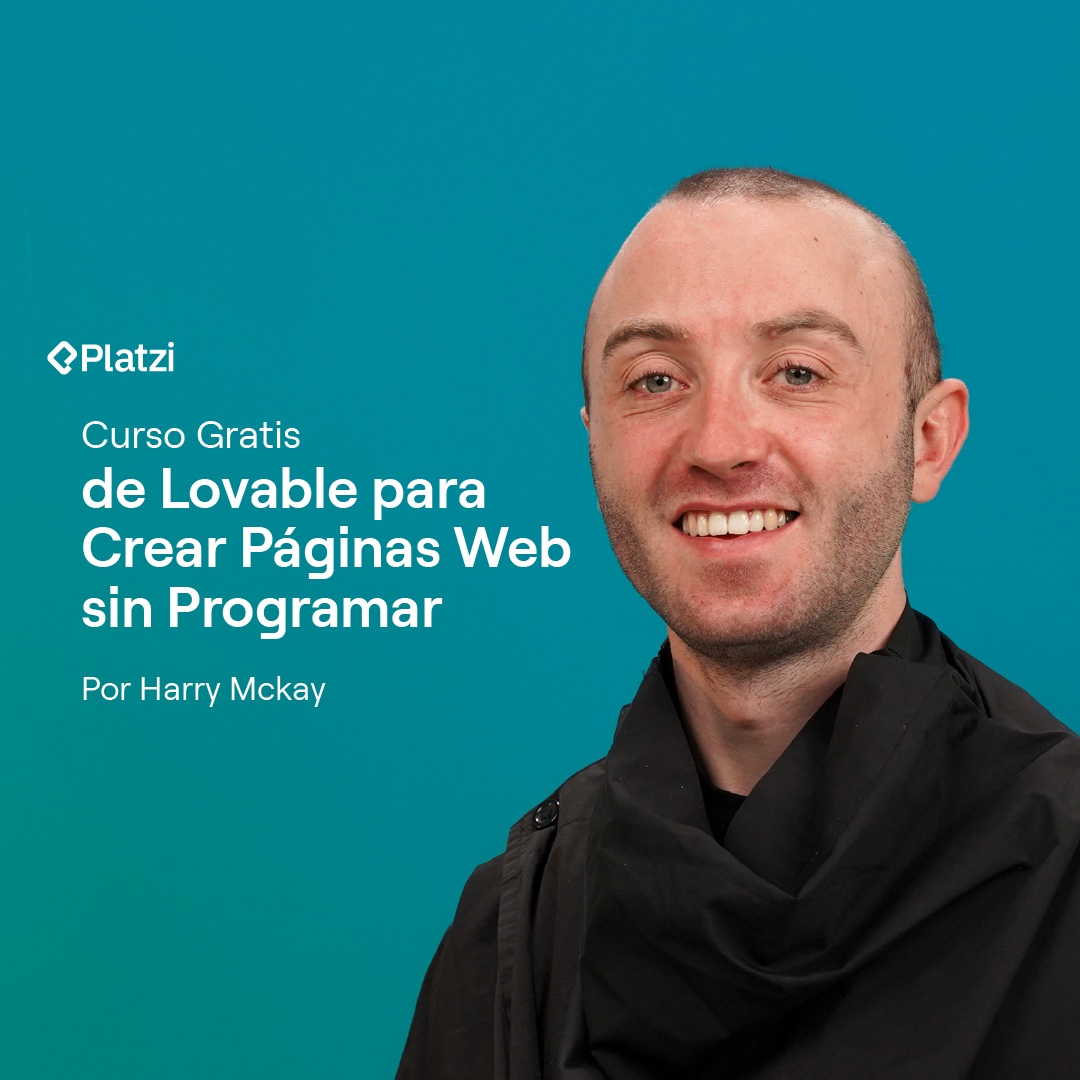 Platzi
Curso Gratis
de Lovable para
Crear Páginas Web
sin Programar
Por Harry Mckay